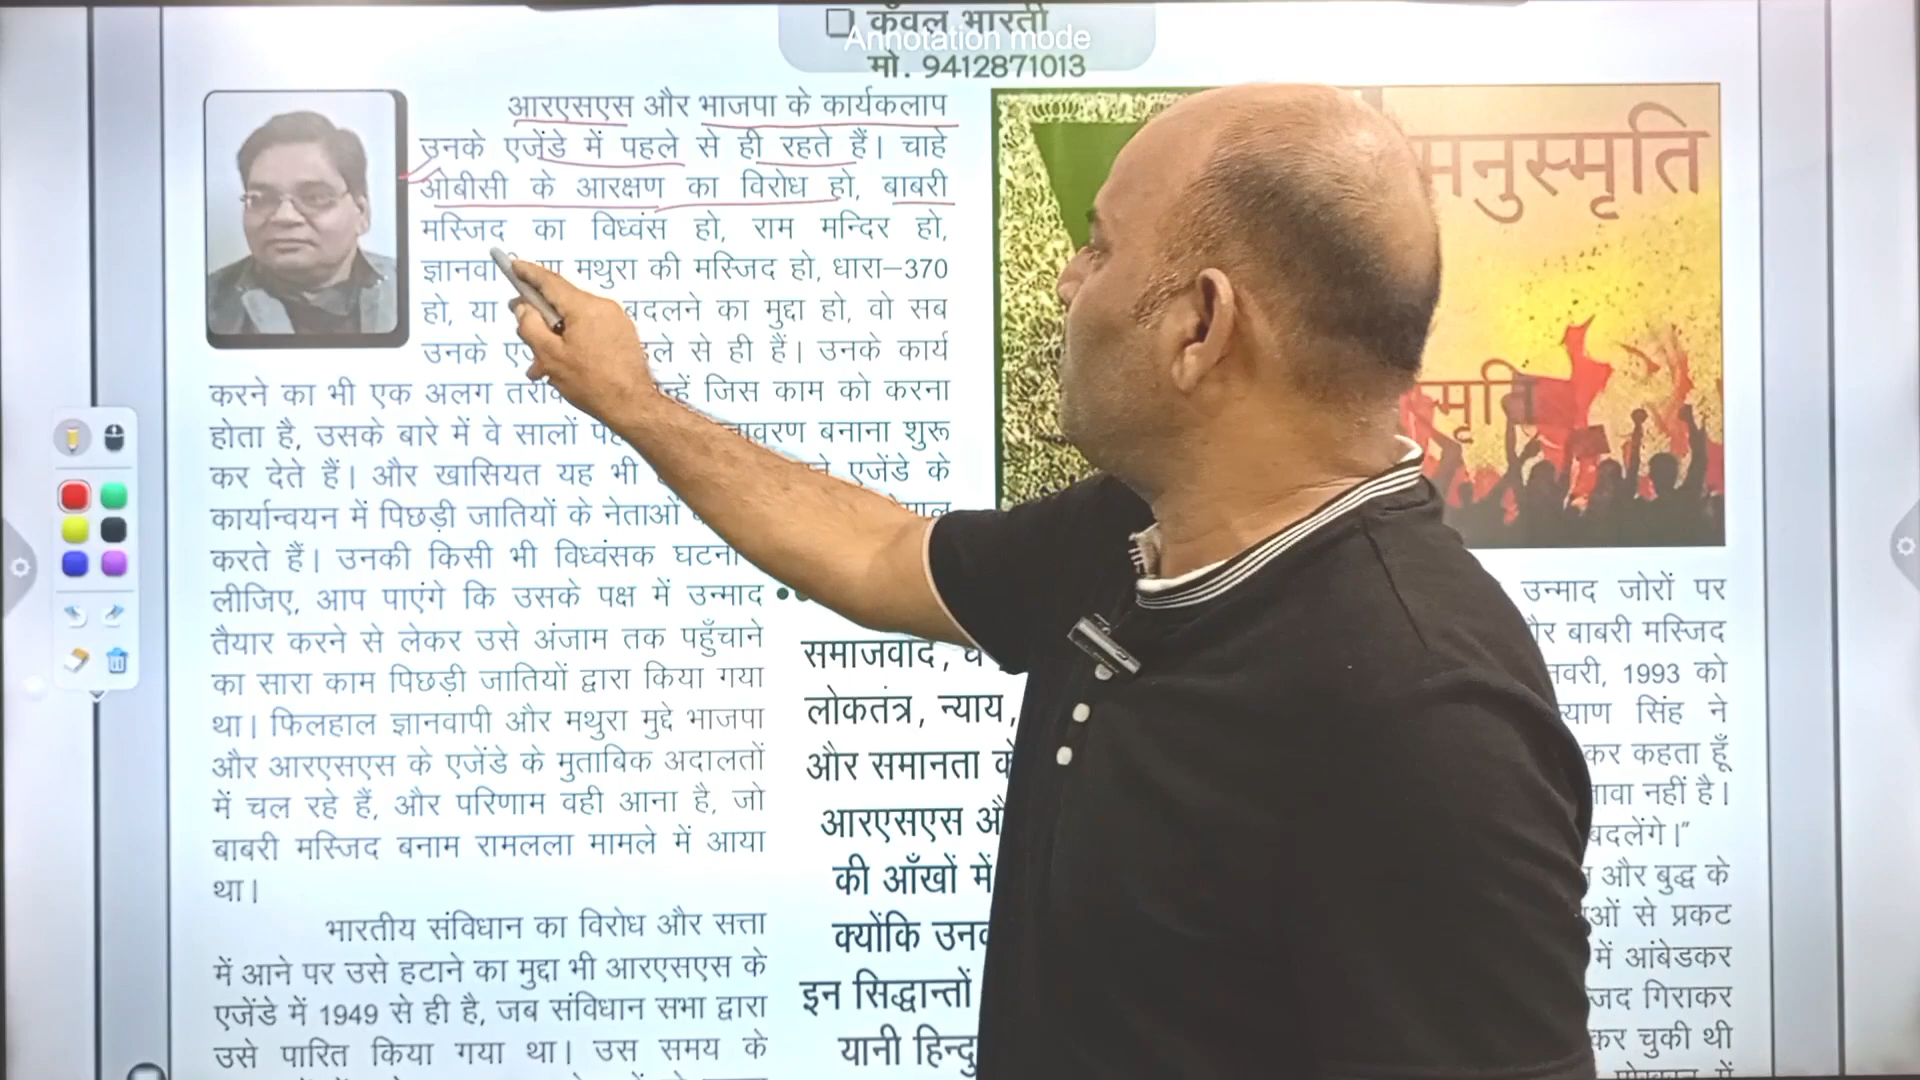 ❏ कँवल भारती
Annotation mode
मो. 9412871013
आरएसएस और भाजपा के कार्यकलाप
उनके एजेंडे में पहले से ही रहते हैं। चाहे
ओबीसी के आरक्षण का विरोध हो, बाबरी
मस्जिद का विध्वंस हो, राम मन्दिर हो,
मथुरा की मस्जिद हो, धारा–370
हो, या बदलने का मुद्दा हो, वो सब
उनके से ही हैं। उनके कार्य
करने का भी एक अलग जिस काम को करना
होता है, उसके बारे में वे सालों बनाना शुरू
कर देते हैं। और खासियत यह भी एजेंडे के
कार्यान्वयन में पिछड़ी जातियों के नेताओं
करते हैं। उनकी किसी भी विध्वंसक
लीजिए, आप पाएंगे कि उसके पक्ष में उन्माद
तैयार करने से लेकर उसे अंजाम तक पहुँचाने
का सारा काम पिछड़ी जातियों द्वारा किया गया
था। फिलहाल ज्ञानवापी और मथुरा मुद्दे भाजपा
और आरएसएस के एजेंडे के मुताबिक अदालतों
में चल रहे हैं, और परिणाम वही आना है, जो
बाबरी मस्जिद बनाम रामलला मामले में आया
था।
भारतीय संविधान का विरोध और सत्ता
में आने पर उसे हटाने का मुद्दा भी आरएसएस के
एजेंडे में 1949 से ही है, जब संविधान सभा द्वारा
उसे पारित किया गया था। उस समय के
समाजवाद,
लोकतंत्र, न्याय,
और समानता
आरएसएस
की आँखों में
क्योंकि
इन सिद्धान्तों
यानी
मनुस्मृति
उन्माद जोरों पर
बाबरी मस्जिद
1993 को
सिंह ने
कर कहता हूँ
नहीं है।
बदलेंगे।”
और बुद्ध के
से प्रकट
में आंबेडकर
गिराकर
कर चुकी थी